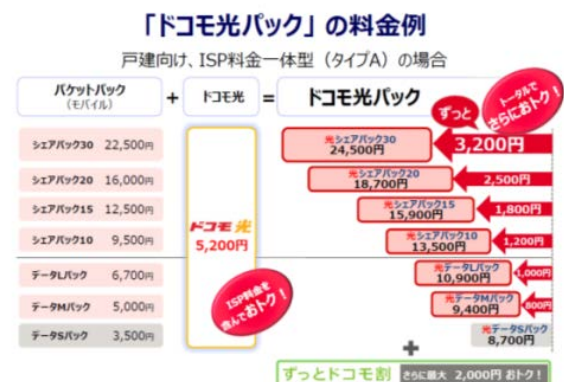 「ドコモ光パック」の料金例
戸建向け、ISP料金一体型（タイプA）の場合
パケットパック
（モバイル）
+
ドコモ光
=
ドコモ光パック
ずっと
トータルで
さらにおトク！
シェアパック30 22,500円
光シェアパック30
24,500円
3,200円
シェアパック20 16,000円
光シェアパック20
18,700円
2,500円
シェアパック15 12,500円
光シェアパック15
15,900円
1,800円
シェアパック10 9,500円
光シェアパック10
13,500円
1,200円
ドコモ光
5,200円
データLパック 6,700円
光データLパック
10,900円
1,000円
データMパック 5,000円
光データMパック
9,400円
800円
データSパック 3,500円
光データSパック
8,700円
ISP料金を
含んでおトク！
+
ずっとドコモ割
さらに最大 2,000円 おトク！